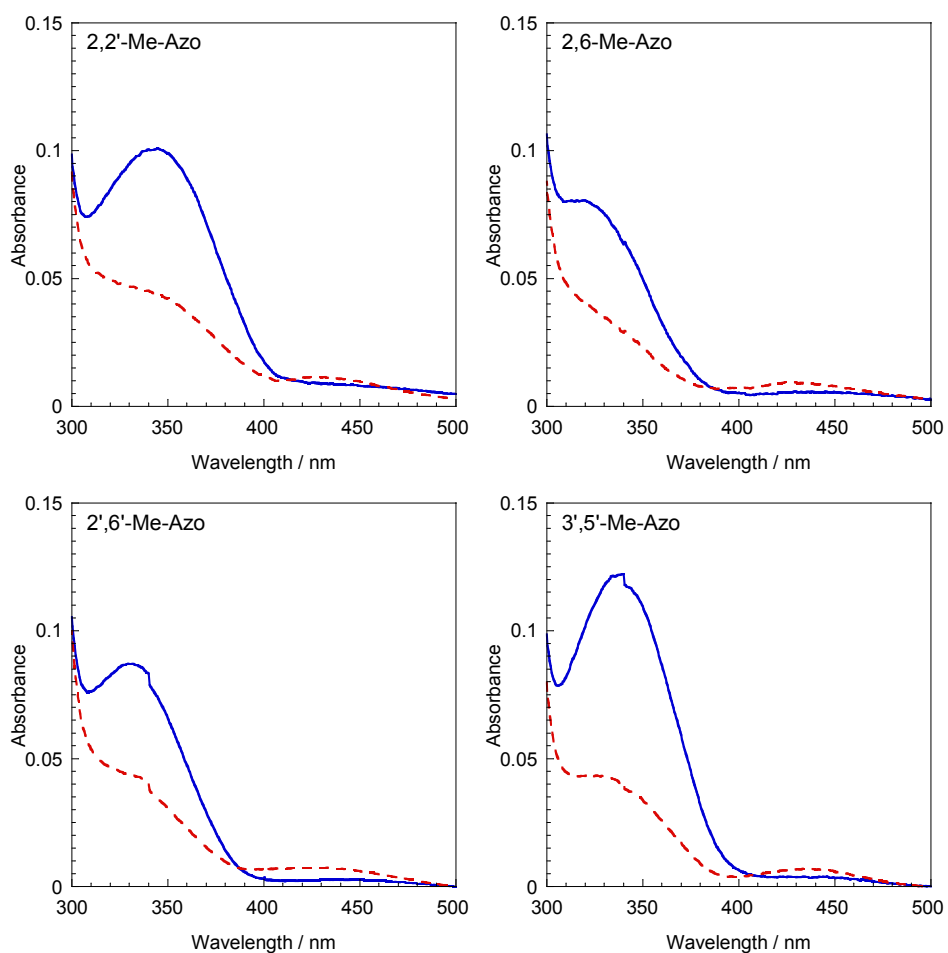 2,2'-Me-Azo
0.15
0.1
0.05
0
Absorbance
300 350 400 450 500
Wavelength / nm
2,6-Me-Azo
0.15
0.1
0.05
0
Absorbance
300 350 400 450 500
Wavelength / nm
2',6'-Me-Azo
0.15
0.1
0.05
0
Absorbance
300 350 400 450 500
Wavelength / nm
3',5'-Me-Azo
0.15
0.1
0.05
0
Absorbance
300 350 400 450 500
Wavelength / nm